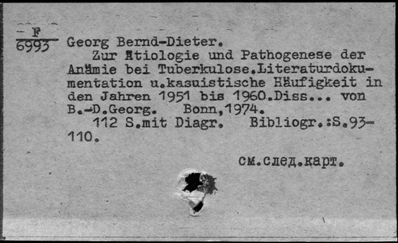 F
6993
Georg Bernd-Dieter.
Zur Ätiologie und Pathogenese der
Anämie bei Tuberkulose.Literaturdoku-
mentation u.kasuistische Häufigkeit in
den Jahren 1951 bis 1960.Diss... von
B.-D.Georg. Bonn,1974.
112 S.mit Diagr. Bibliogr.:S.93-
110.
см.след.карт.